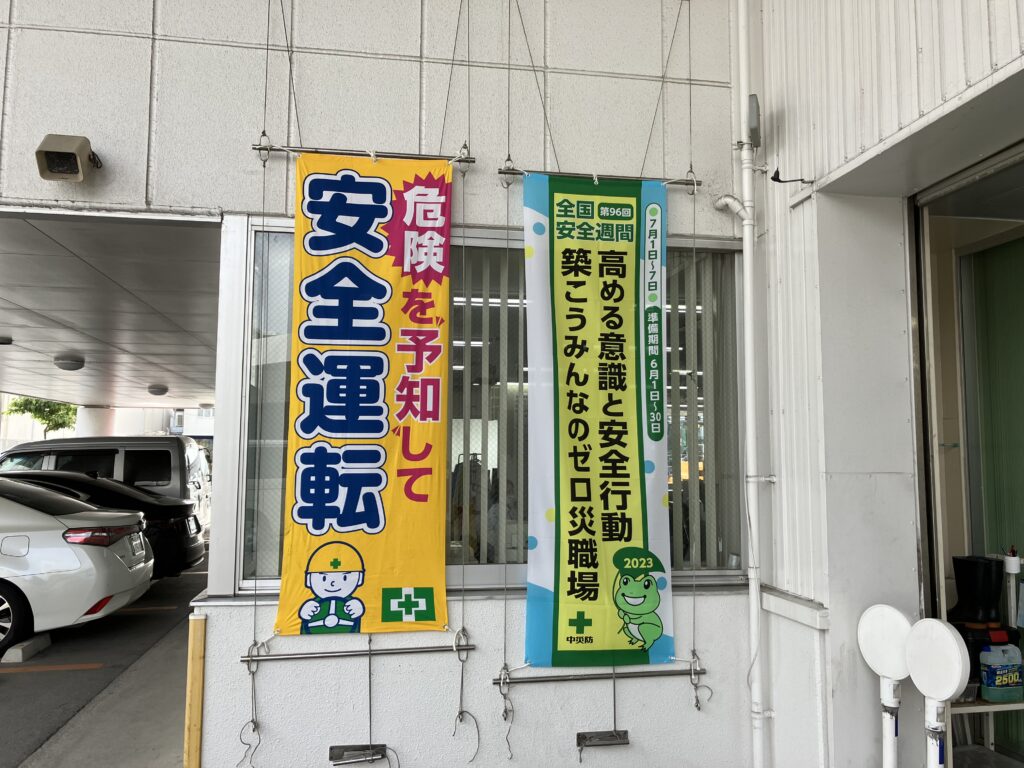 危険を予知して
安全運転
7月1日〜7日
準備期間 6月1日〜30日
全国
第96回
安全週間
高める意識と安全行動
築こうみんなのゼロ災職場
2023
中災防
2500